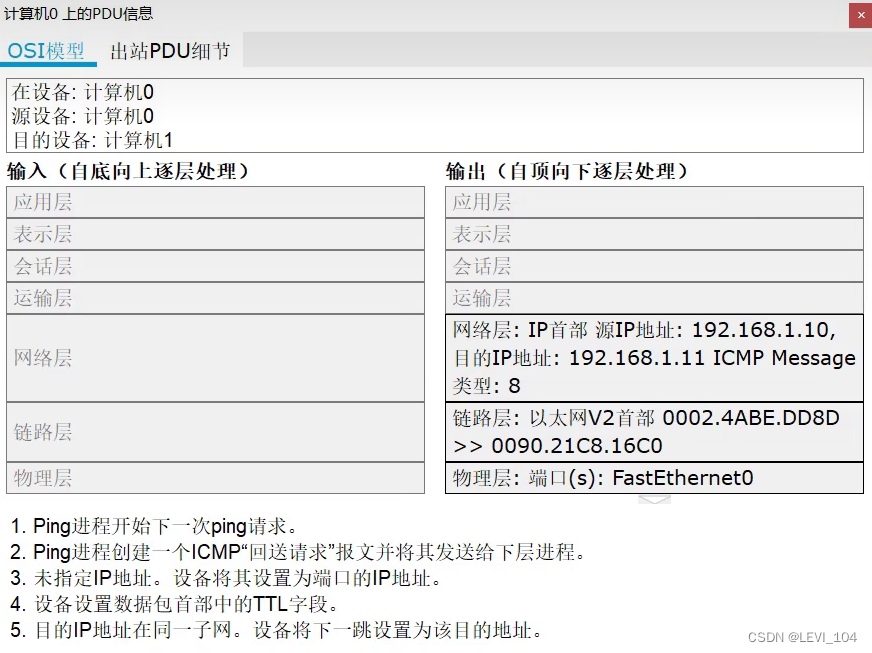 计算机0 上的PDU信息
×
OSI模型 出站PDU细节
在设备: 计算机0
源设备: 计算机0
目的设备: 计算机1
输入（自底向上逐层处理）
应用层
表示层
会话层
运输层
网络层
链路层
物理层
输出（自顶向下逐层处理）
应用层
表示层
会话层
运输层
网络层: IP首部 源IP地址: 192.168.1.10,
目的IP地址: 192.168.1.11 ICMP Message
类型: 8
链路层: 以太网V2首部 0002.4ABE.DD8D
>> 0090.21C8.16C0
物理层: 端口(s): FastEthernet0
1. Ping进程开始下一次ping请求。
2. Ping进程创建一个ICMP“回送请求”报文并将其发送给下层进程。
3. 未指定IP地址。设备将其设置为端口的IP地址。
4. 设备设置数据包首部中的TTL字段。
5. 目的IP地址在同一子网。设备将下一跳设置为该目的地址。
CSDN @LEVI_104